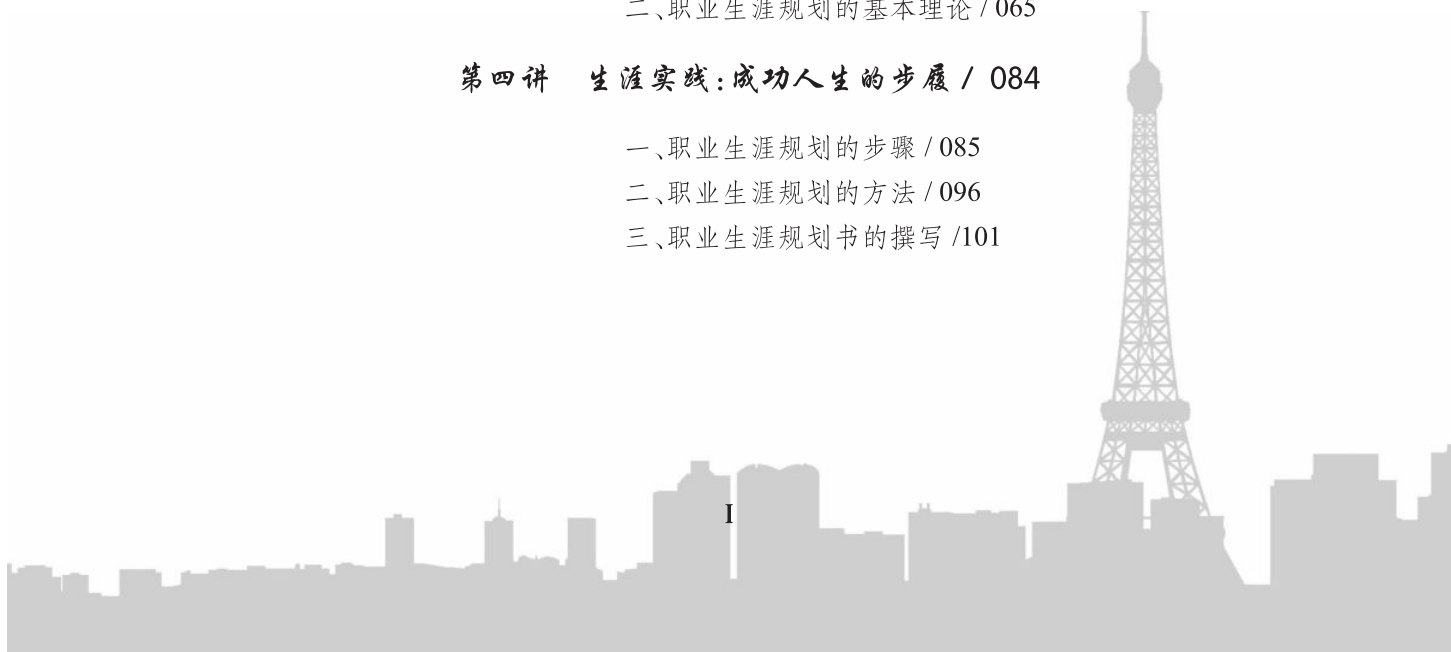 二、职业生涯规划的基本理论 / 065
第四讲 生涯实践:成功人生的步履 / 084
一、职业生涯规划的步骤 / 085
二、职业生涯规划的方法 / 096
三、职业生涯规划书的撰写 /101
I